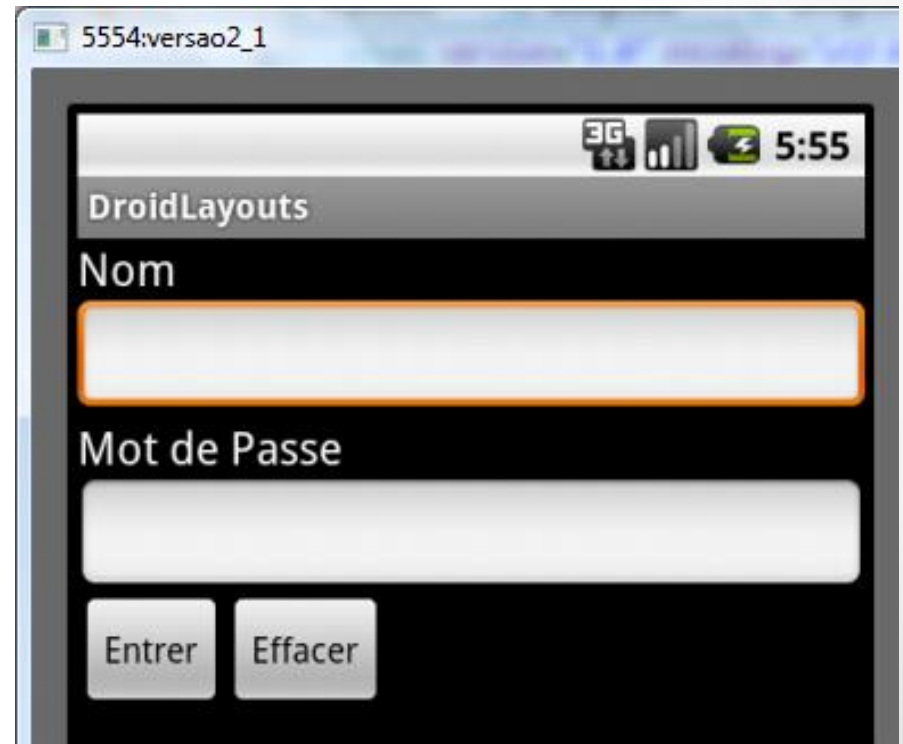 5554:versao2_1
3G 5:55
DroidLayouts
Nom
Mot de Passe
Entrer Effacer